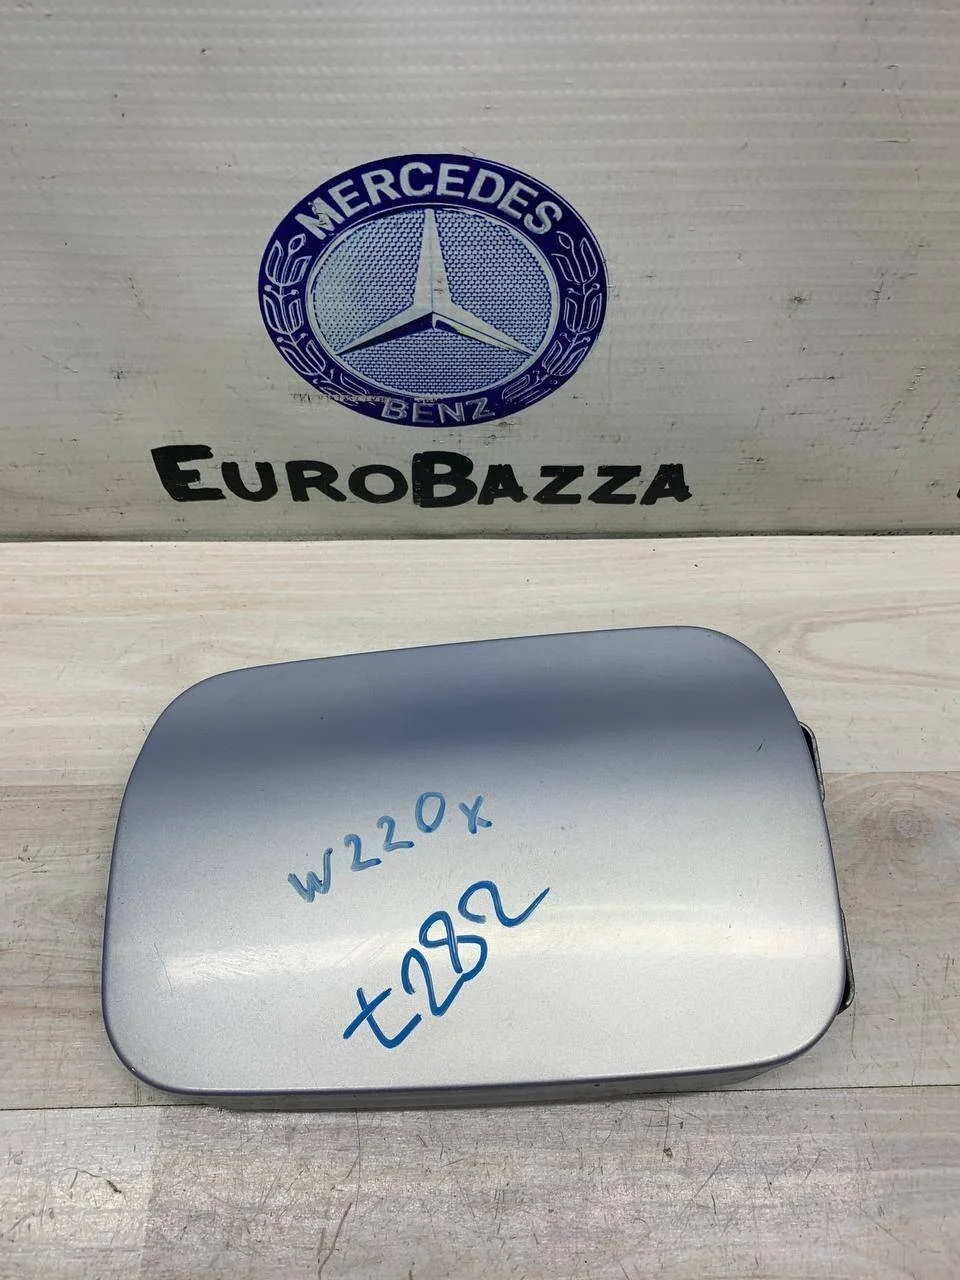 MERCEDES
BENZ
EUROBAZZA
W220x
t282